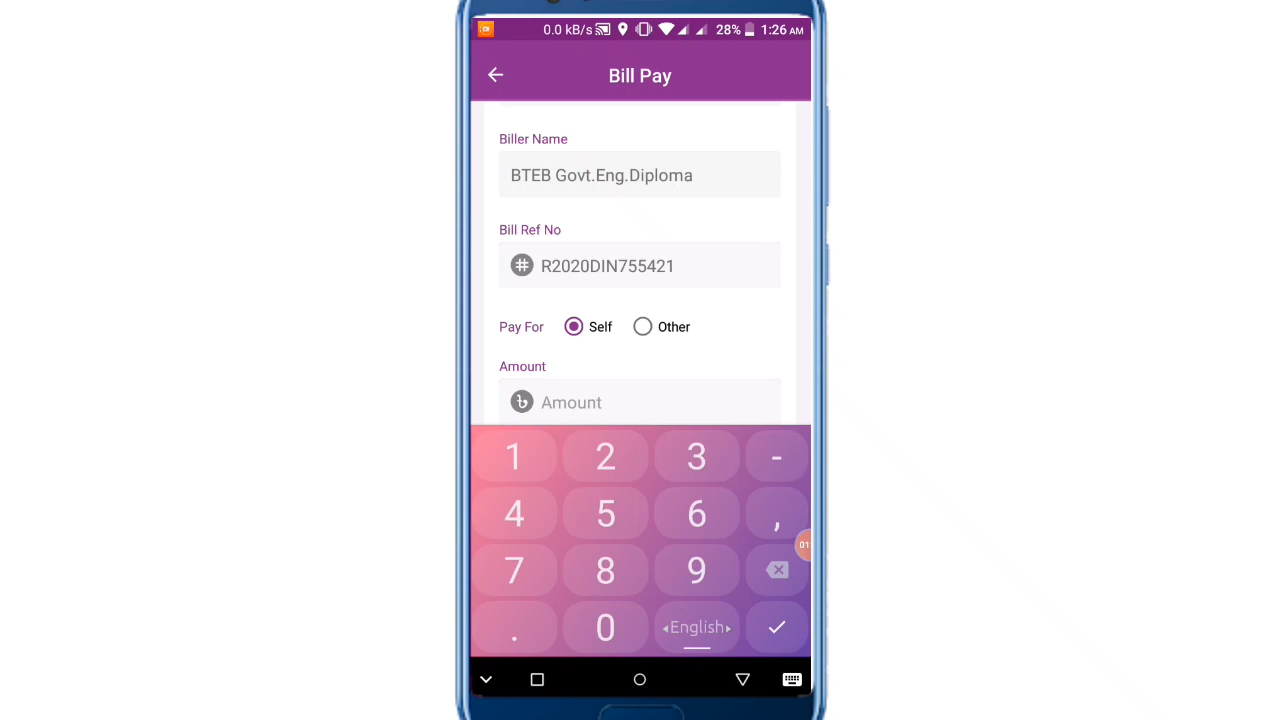 0.0 kB/s 28% 1:26 AM
Bill Pay
Biller Name
BTEB Govt.Eng.Diploma
Bill Ref No
# R2020DIN755421
Pay For Self Other
Amount
৳ Amount
1 2 3 -
4 5 6 ,
01
7 8 9
. 0 English